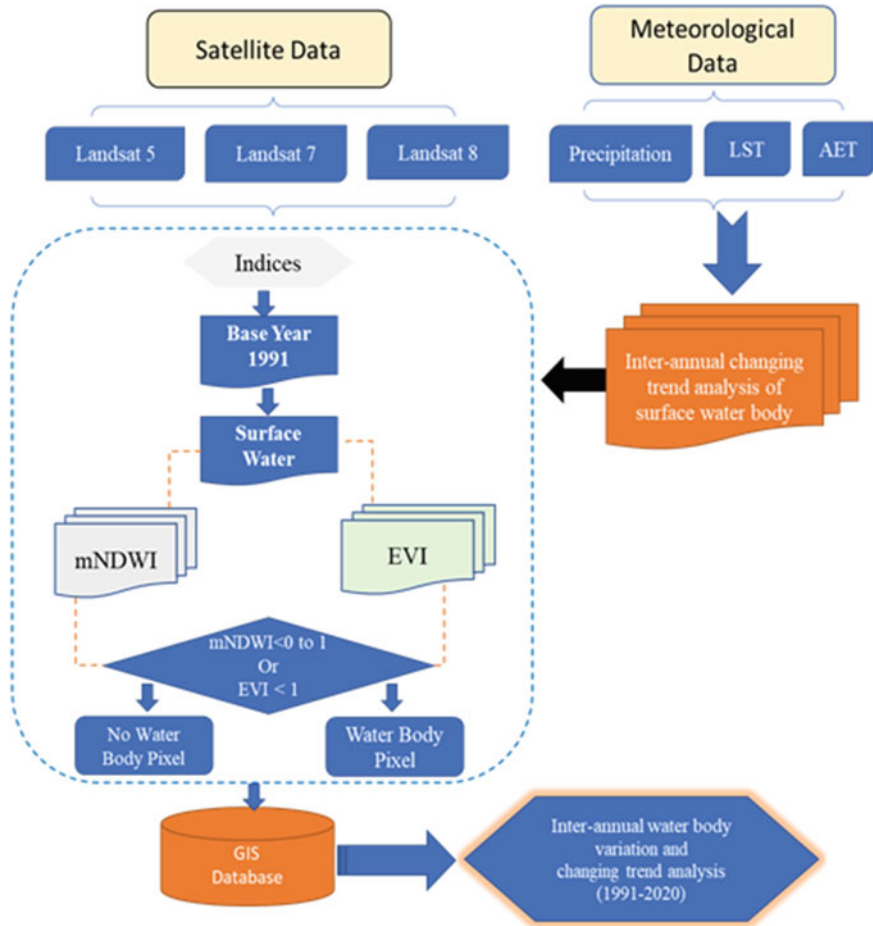 Satellite Data
Meteorological
Data
Landsat 5
Landsat 7
Landsat 8
Precipitation
LST
AET
Indices
Base Year
1991
Surface
Water
mNDWI
EVI
mNDWI<0 to 1
Or
EVI < 1
No Water
Body Pixel
Water Body
Pixel
Inter-annual changing
trend analysis of
surface water body
GIS
Database
Inter-annual water body
variation and
changing trend analysis
(1991-2020)